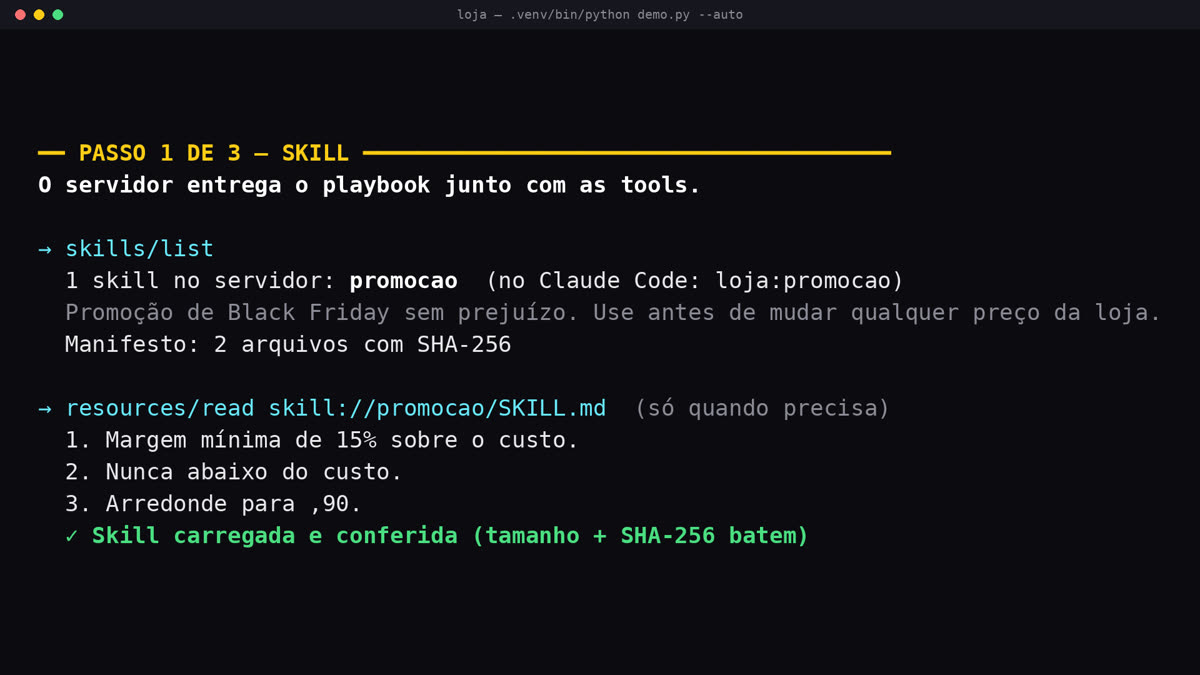 loja — .venv/bin/python demo.py --auto
━━ PASSO 1 DE 3 — SKILL ━━━━━━━━━━━━━━━━━━━━━━━━━━━━━━━━━━━━━━━
O servidor entrega o playbook junto com as tools.
→ skills/list
1 skill no servidor: promocao (no Claude Code: loja:promocao)
Promoção de Black Friday sem prejuízo. Use antes de mudar qualquer preço da loja.
Manifesto: 2 arquivos com SHA-256
→ resources/read skill://promocao/SKILL.md (só quando precisa)
1. Margem mínima de 15% sobre o custo.
2. Nunca abaixo do custo.
3. Arredonde para ,90.
✓ Skill carregada e conferida (tamanho + SHA-256 batem)